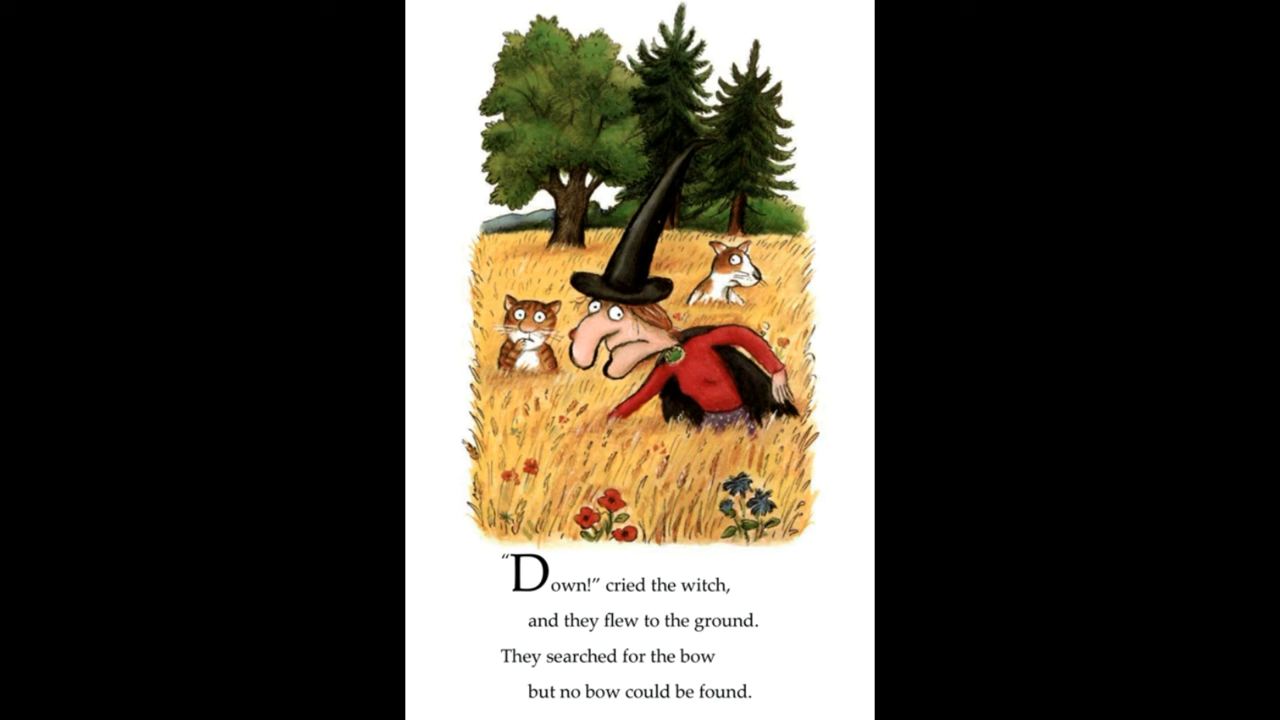 “Down!” cried the witch,
and they flew to the ground.
They searched for the bow
but no bow could be found.